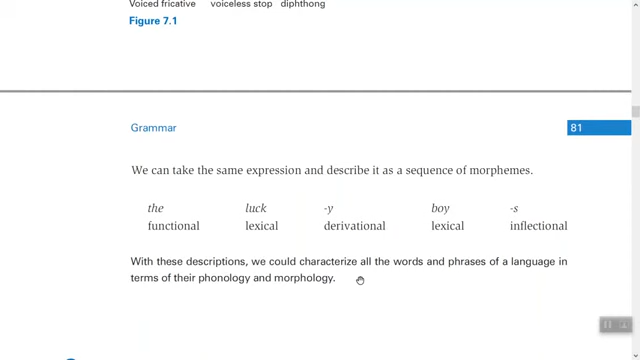 Voiced fricative voiceless stop diphthong
Figure 7.1
Grammar 81
We can take the same expression and describe it as a sequence of morphemes.
the luck -y boy -s
functional lexical derivational lexical inflectional
With these descriptions, we could characterize all the words and phrases of a language in
terms of their phonology and morphology.